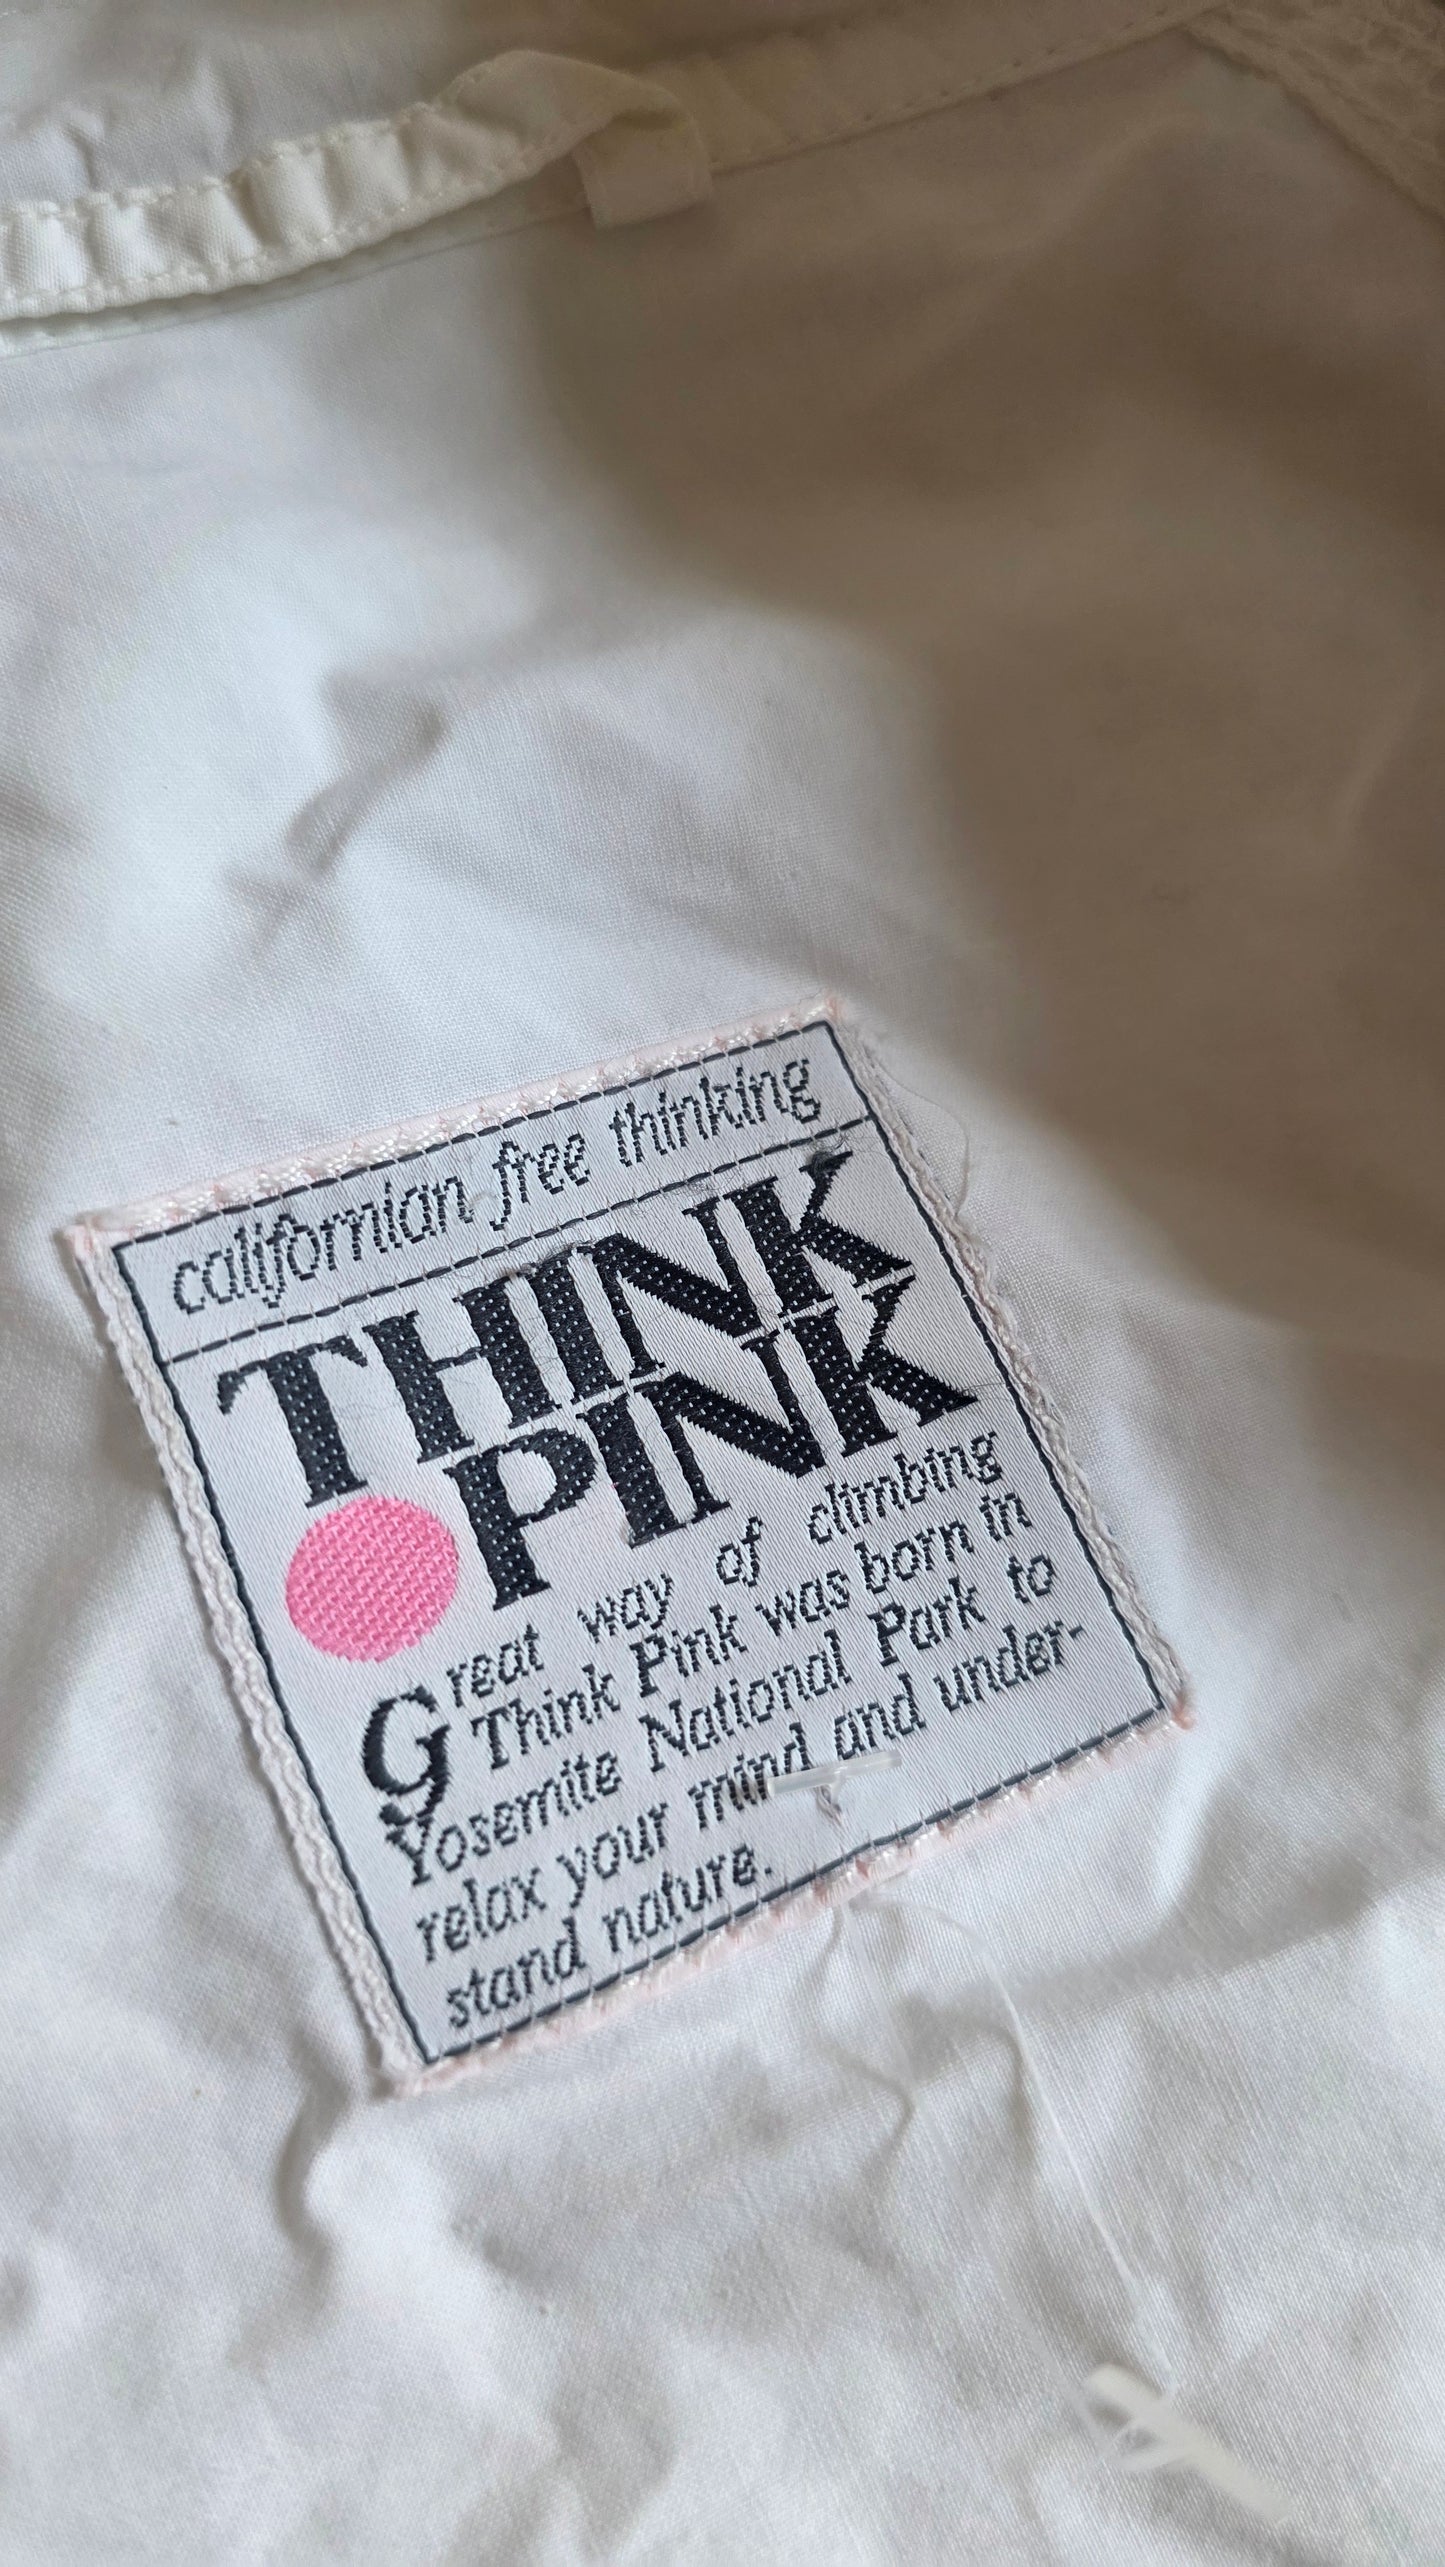 californian free thinking
THINK
PINK
Great way of climbing
Think Pink was born in
Yosemite National Park to
relax your mind and under-
stand nature.